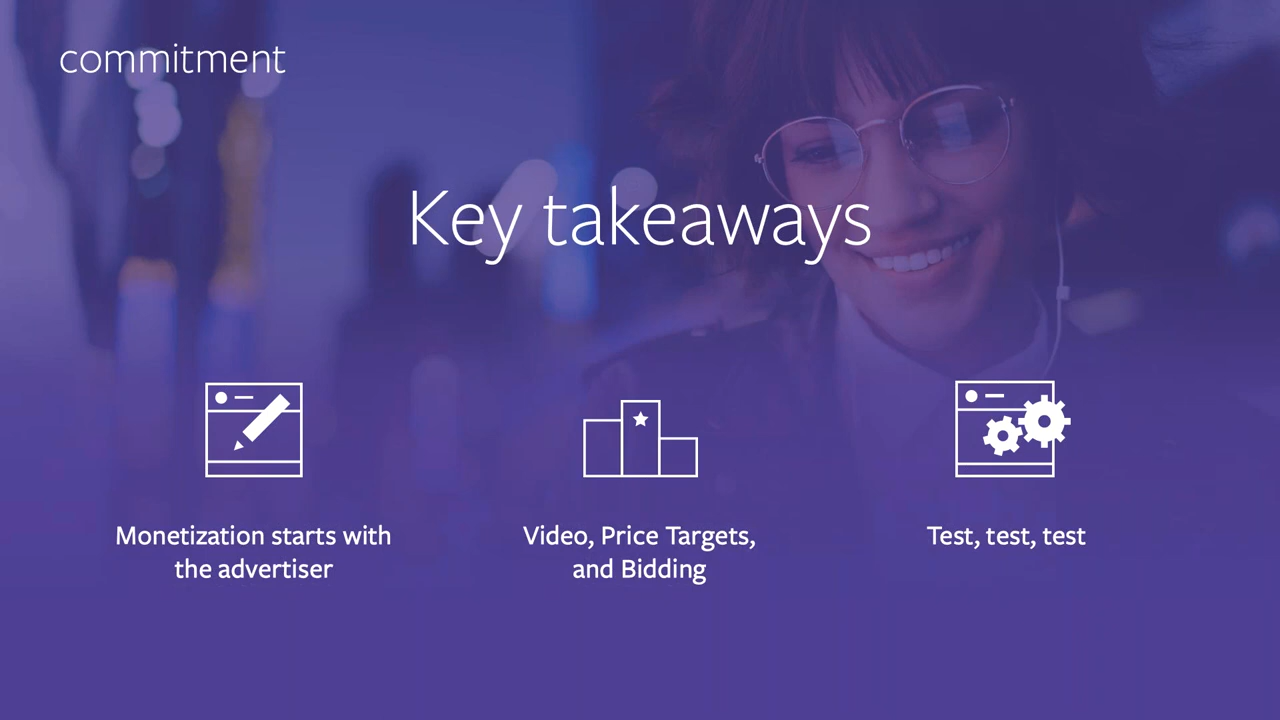 commitment
Key takeaways
Monetization starts with
the advertiser
Video, Price Targets,
and Bidding
Test, test, test